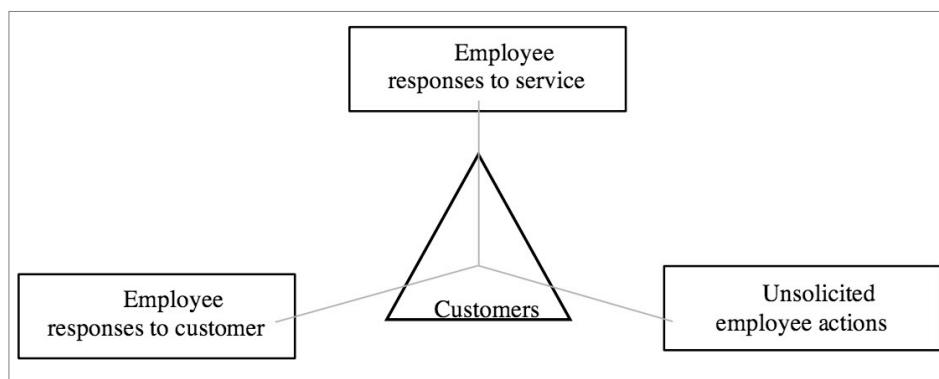 Employee
responses to service
Customers
Employee
responses to customer
Unsolicited
employee actions